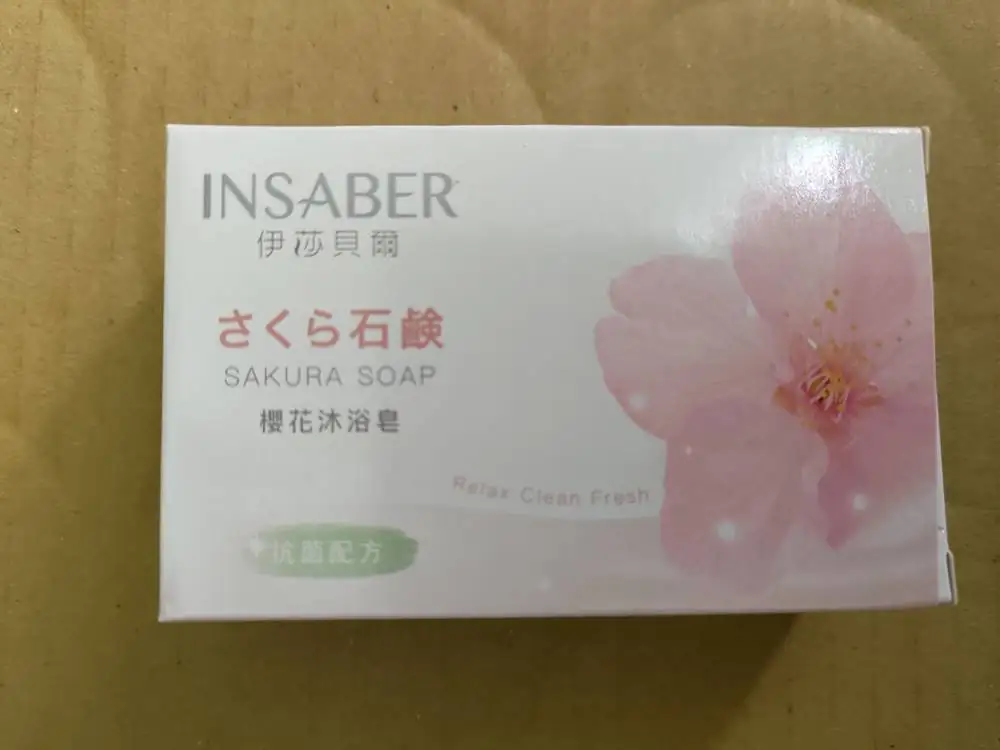 INSABER
伊莎貝爾
さくら石鹸
SAKURA SOAP
櫻花沐浴皂
Relax Clean Fresh
抗菌配方